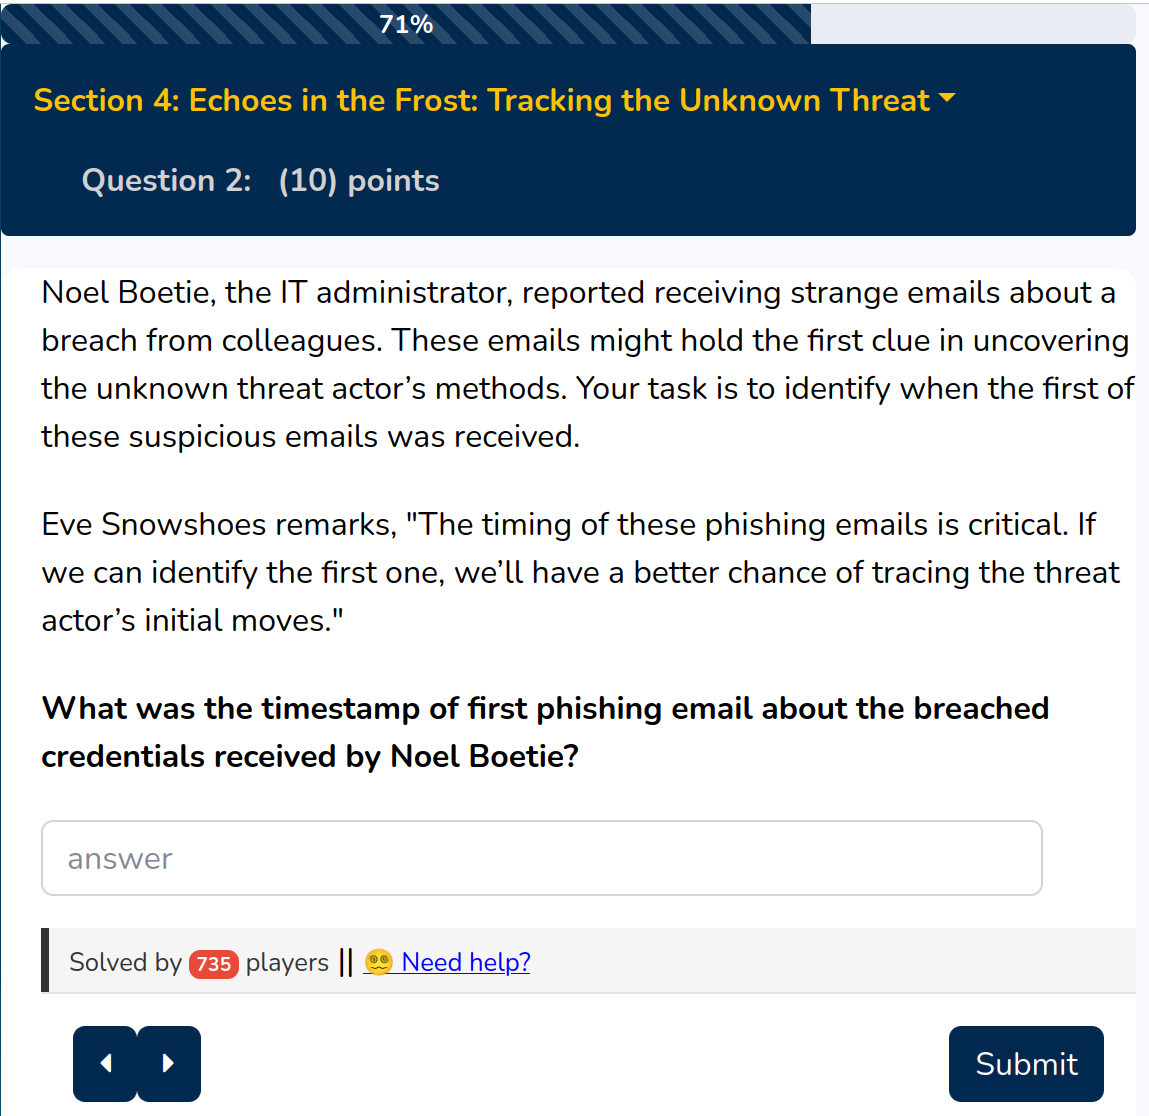 71%
Section 4: Echoes in the Frost: Tracking the Unknown Threat
Question 2: (10) points
Noel Boetie, the IT administrator, reported receiving strange emails about a
breach from colleagues. These emails might hold the first clue in uncovering
the unknown threat actor’s methods. Your task is to identify when the first of
these suspicious emails was received.
Eve Snowshoes remarks, "The timing of these phishing emails is critical. If
we can identify the first one, we’ll have a better chance of tracing the threat
actor’s initial moves."
What was the timestamp of first phishing email about the breached
credentials received by Noel Boetie?
answer
Solved by 735 players || 😵‍💫 Need help?
Submit